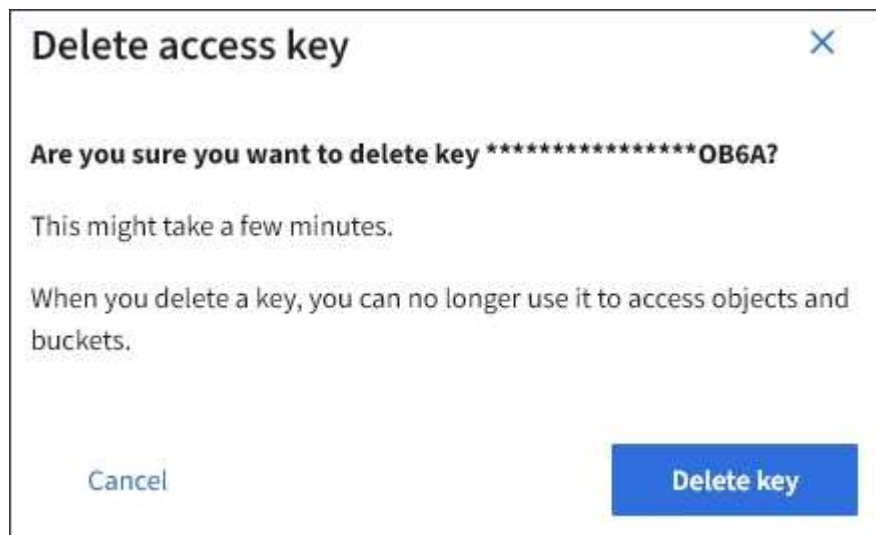 Delete access key
Are you sure you want to delete key ****************OB6A?
This might take a few minutes.
When you delete a key, you can no longer use it to access objects and
buckets.
Cancel
Delete key